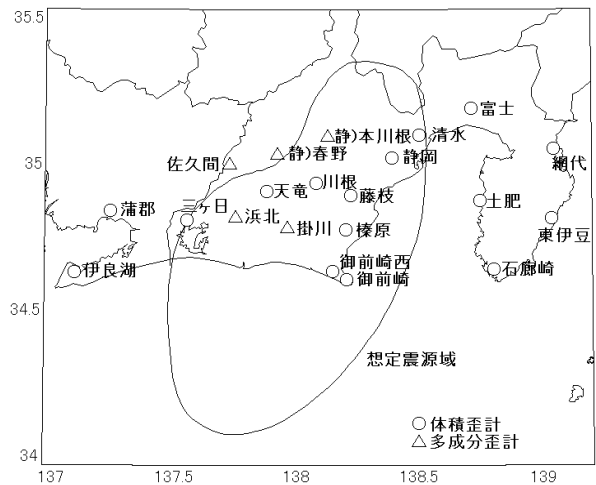 35.5
富士
静)本川根
清水
静)春野
静岡
35
佐久間
網代
川根
天竜
藤枝
土肥
三ヶ日
蒲郡
浜北
掛川
榛原
東伊豆
御前崎西
伊良湖
石廊崎
御前崎
34.5
想定震源域
体積歪計
多成分歪計
34
137
137.5
138
138.5
139